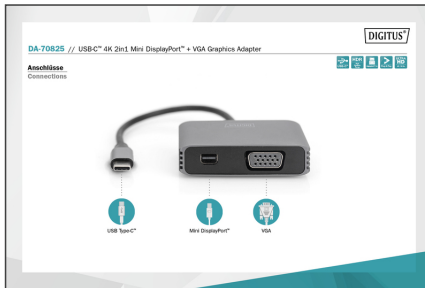 DIGITUS®
DA-70825 // USB-C™ 4K 2in1 Mini DisplayPort™ + VGA Graphics Adapter
Anschlüsse
Connections
USB Type-C™
Mini DisplayPort™
VGA